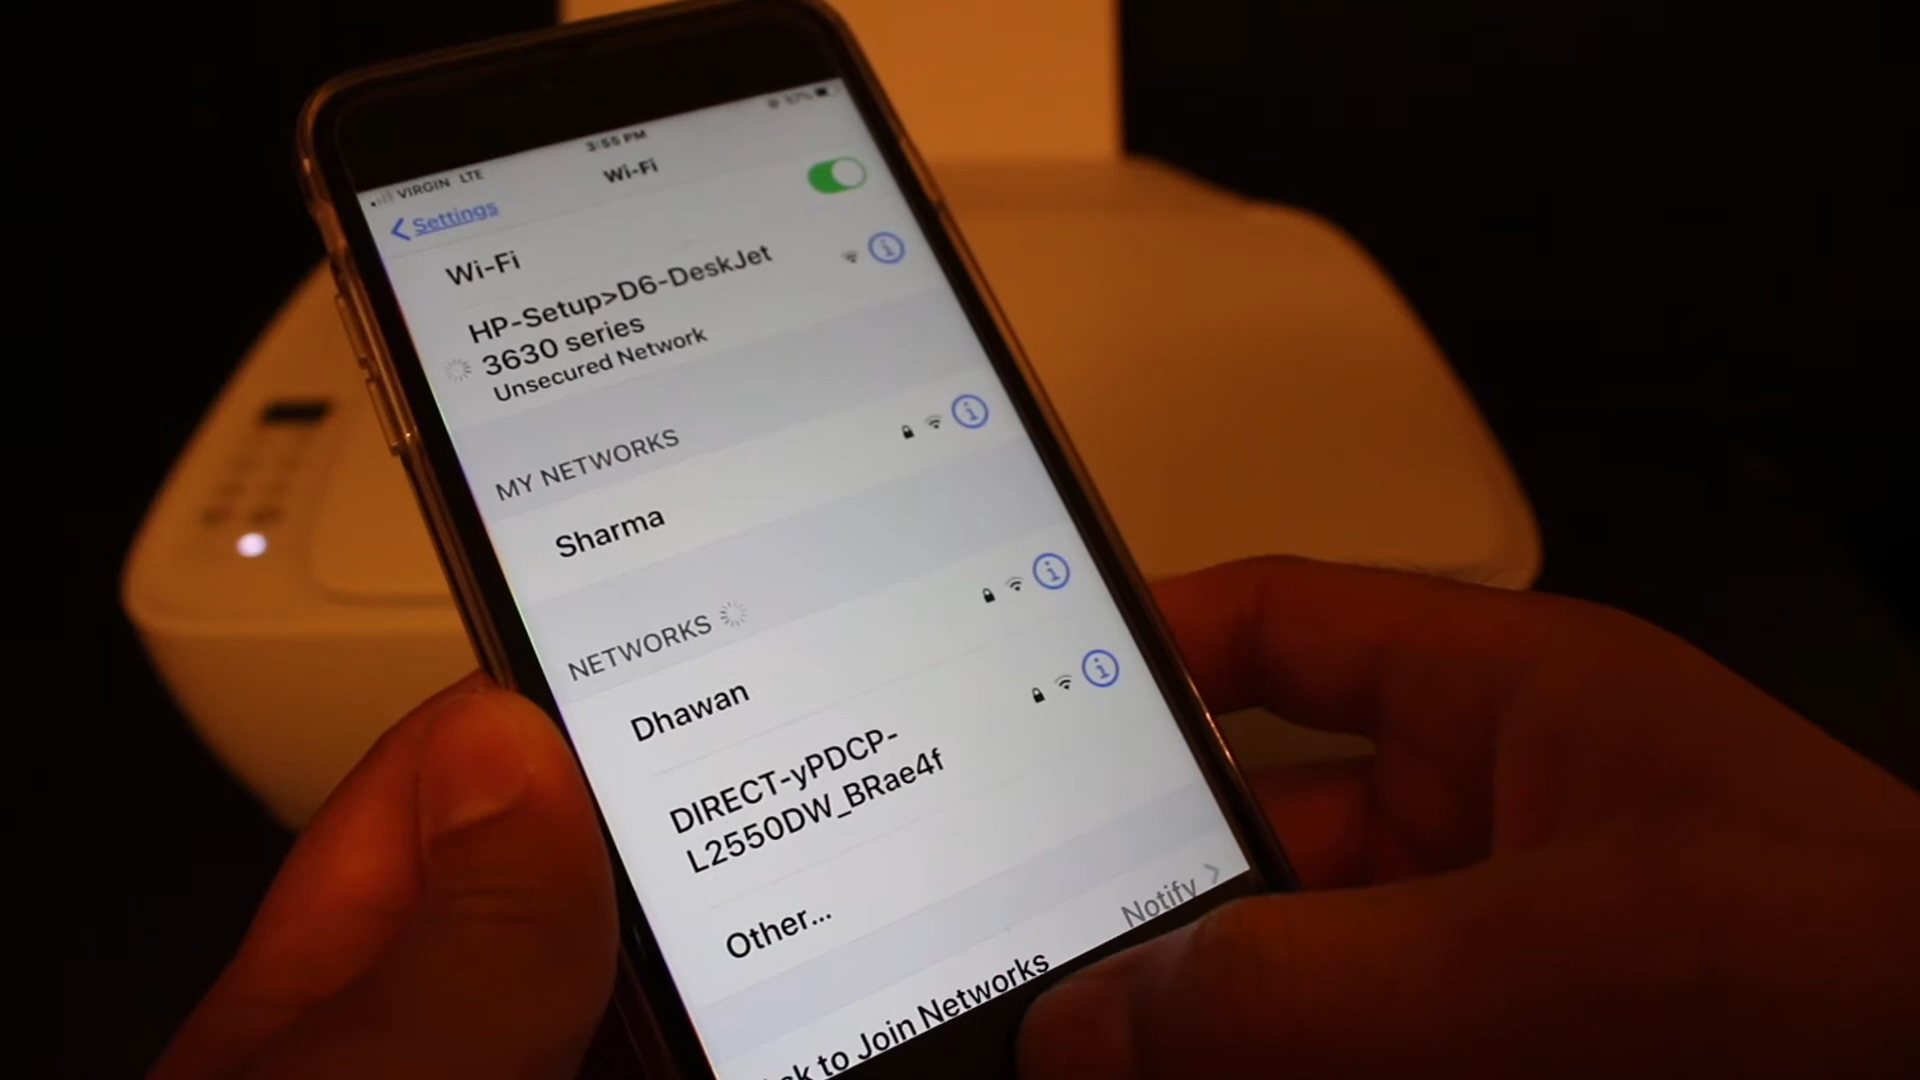 VIRGIN LTE
3:55 PM
57%
Settings
Wi-Fi
Wi-Fi
HP-Setup>D6-DeskJet
3630 series
Unsecured Network
MY NETWORKS
Sharma
NETWORKS
Dhawan
DIRECT-yPDCP-
L2550DW_BRae4f
Other...
to Join Networks
Notify